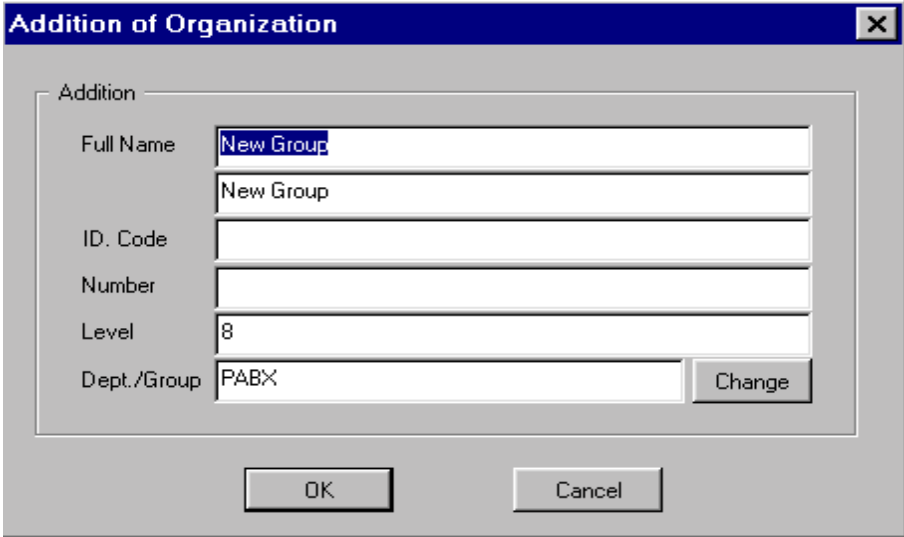 Addition of Organization
Addition
Full Name New Group
New Group
ID. Code
Number
Level 8
Dept./Group PABX Change
OK Cancel